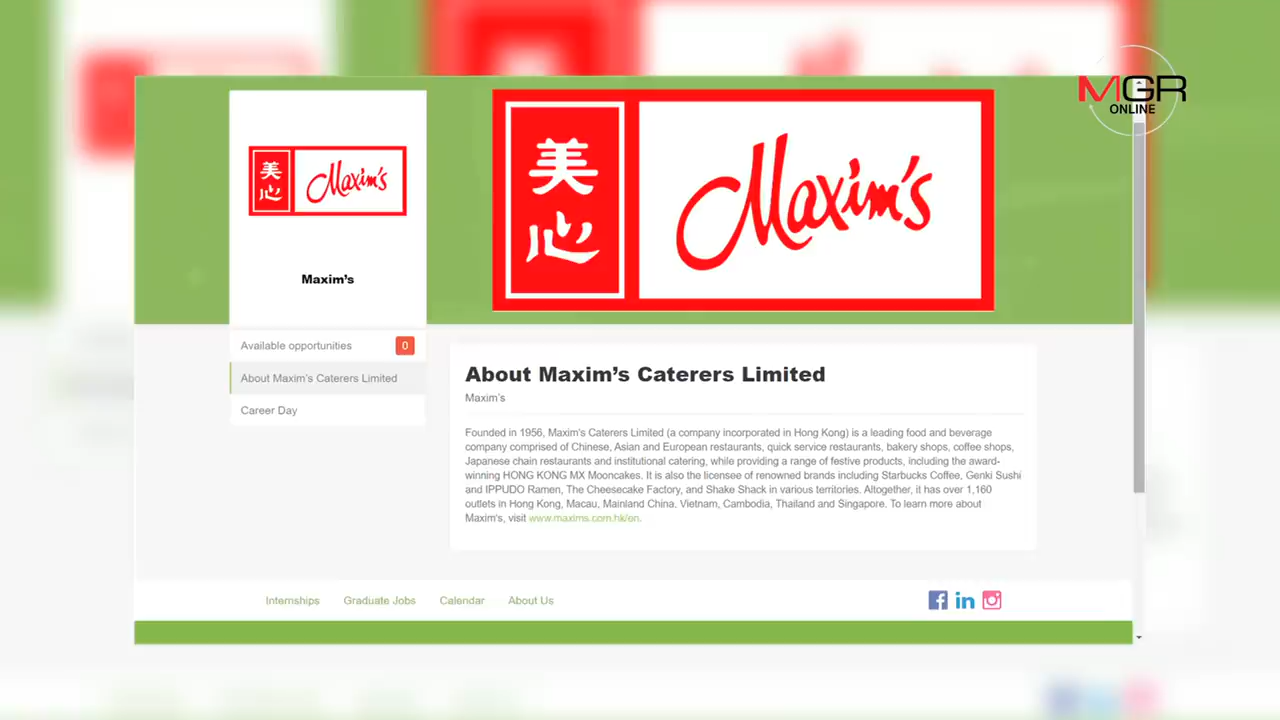 MGR
ONLINE
美心
Maxim's
美心
Maxim's
Maxim's
Available opportunities 0
About Maxim's Caterers Limited
Career Day
About Maxim's Caterers Limited
Maxim's
Founded in 1956, Maxim's Caterers Limited (a company incorporated in Hong Kong) is a leading food and beverage
company comprised of Chinese, Asian and European restaurants, quick service restaurants, bakery shops, coffee shops,
Japanese chain restaurants and institutional catering, while providing a range of festive products, including the award-
winning HONG KONG MX Mooncakes. It is also the licensee of renowned brands including Starbucks Coffee, Genki Sushi
and IPPUDO Ramen, The Cheesecake Factory, and Shake Shack in various territories. Altogether, it has over 1,160
outlets in Hong Kong, Macau, Mainland China, Vietnam, Cambodia, Thailand and Singapore. To learn more about
Maxim's, visit www.maxims.com.hk/en.
Internships Graduate Jobs Calendar About Us